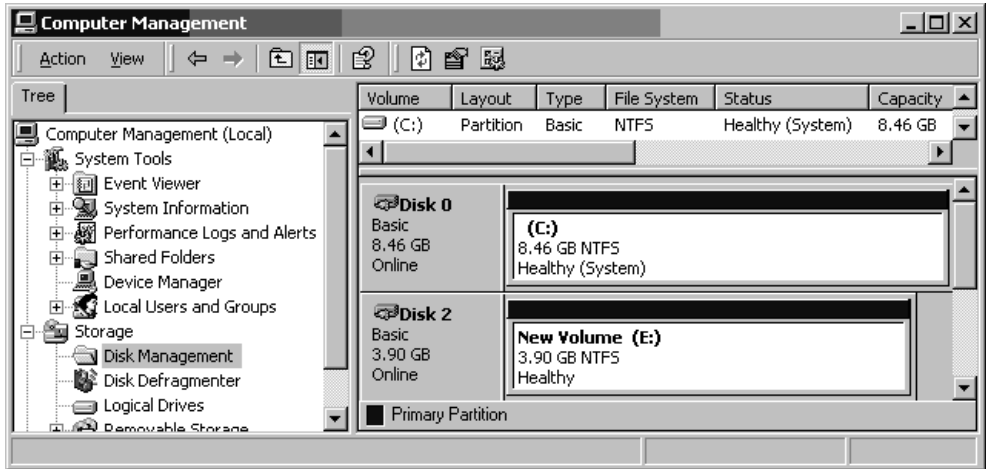 Computer Management
Action View
Tree
Computer Management (Local)
System Tools
Event Viewer
System Information
Performance Logs and Alerts
Shared Folders
Device Manager
Local Users and Groups
Storage
Disk Management
Disk Defragmenter
Logical Drives
Removable Storage
Volume Layout Type File System Status Capacity
(C:) Partition Basic NTFS Healthy (System) 8.46 GB
Disk 0
Basic
8.46 GB
Online
(C:)
8.46 GB NTFS
Healthy (System)
Disk 2
Basic
3.90 GB
Online
New Volume (E:)
3.90 GB NTFS
Healthy
Primary Partition